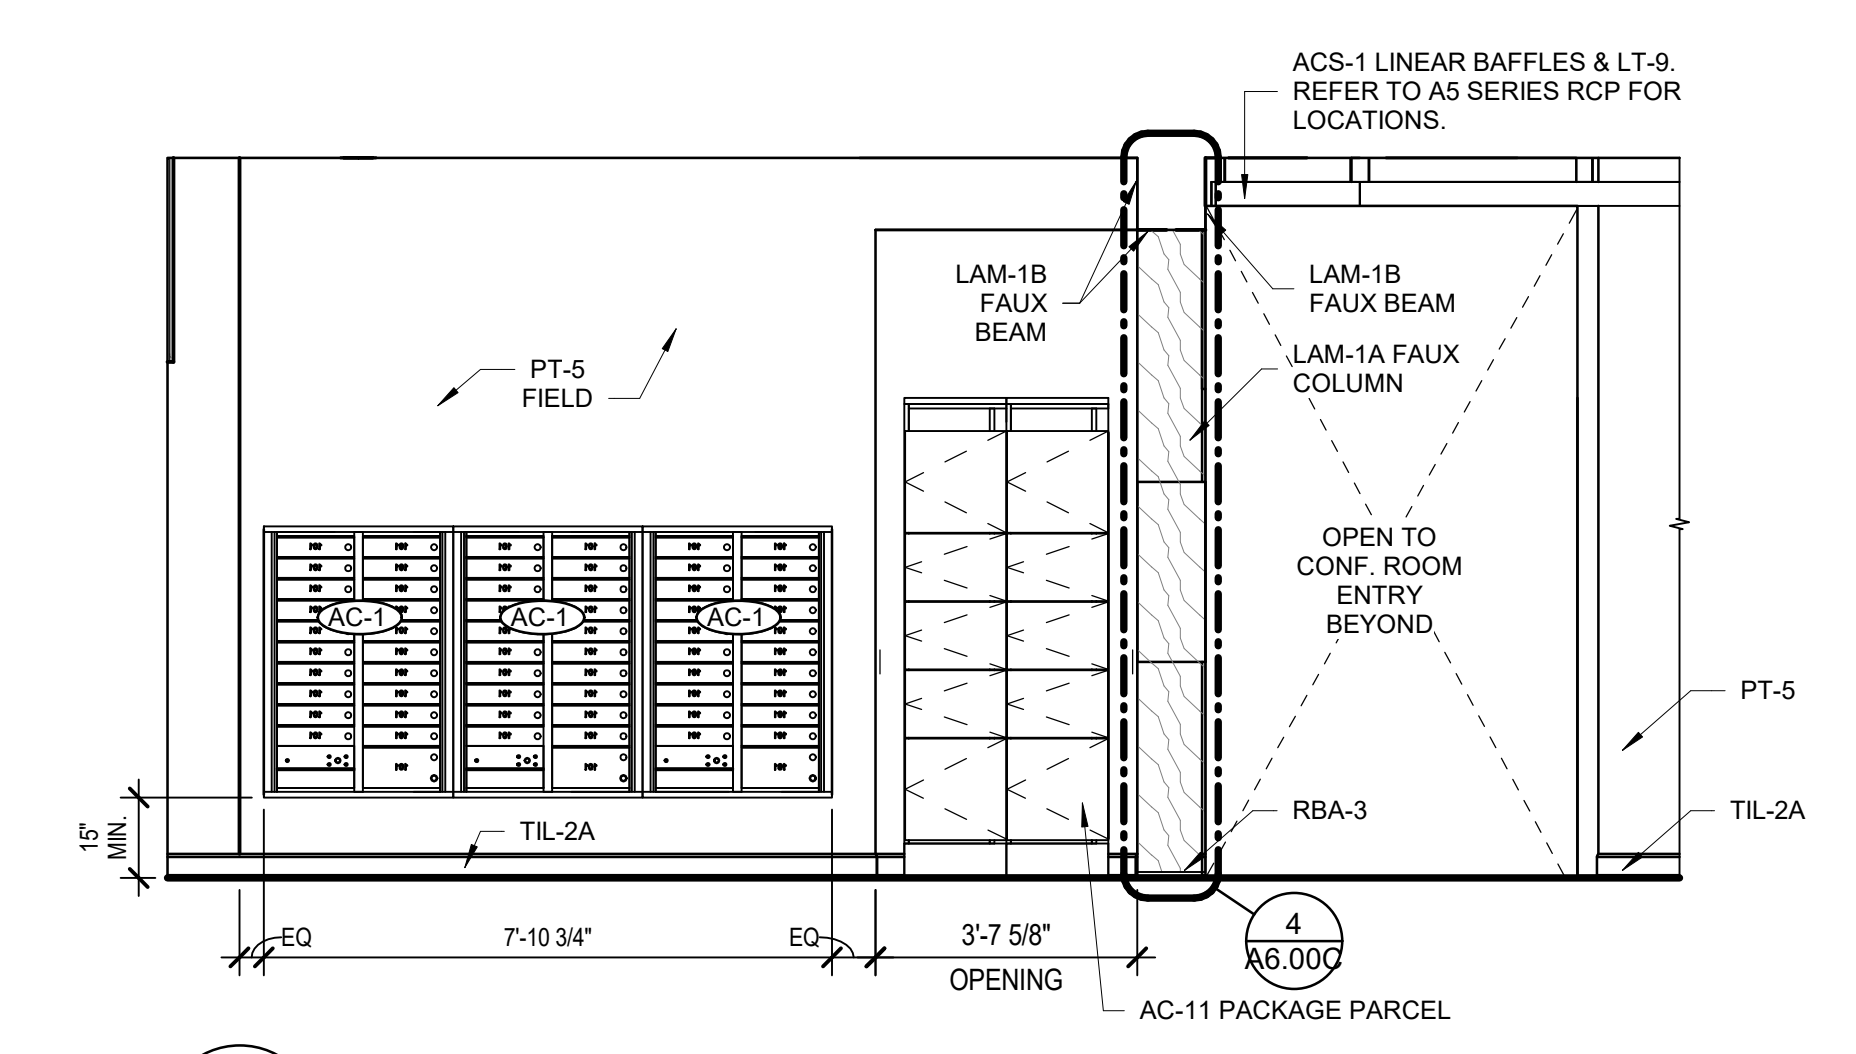 ACS-1 LINEAR BAFFLES & LT-9.
REFER TO A5 SERIES RCP FOR
LOCATIONS.
LAM-1B
FAUX
BEAM
LAM-1B
FAUX BEAM
LAM-1A FAUX
COLUMN
PT-5
FIELD
OPEN TO
CONF. ROOM
ENTRY
BEYOND
AC-1
AC-1
AC-1
PT-5
15"
MIN.
TIL-2A
RBA-3
TIL-2A
EQ
7'-10 3/4"
EQ
3'-7 5/8"
OPENING
4
A6.00C
AC-11 PACKAGE PARCEL